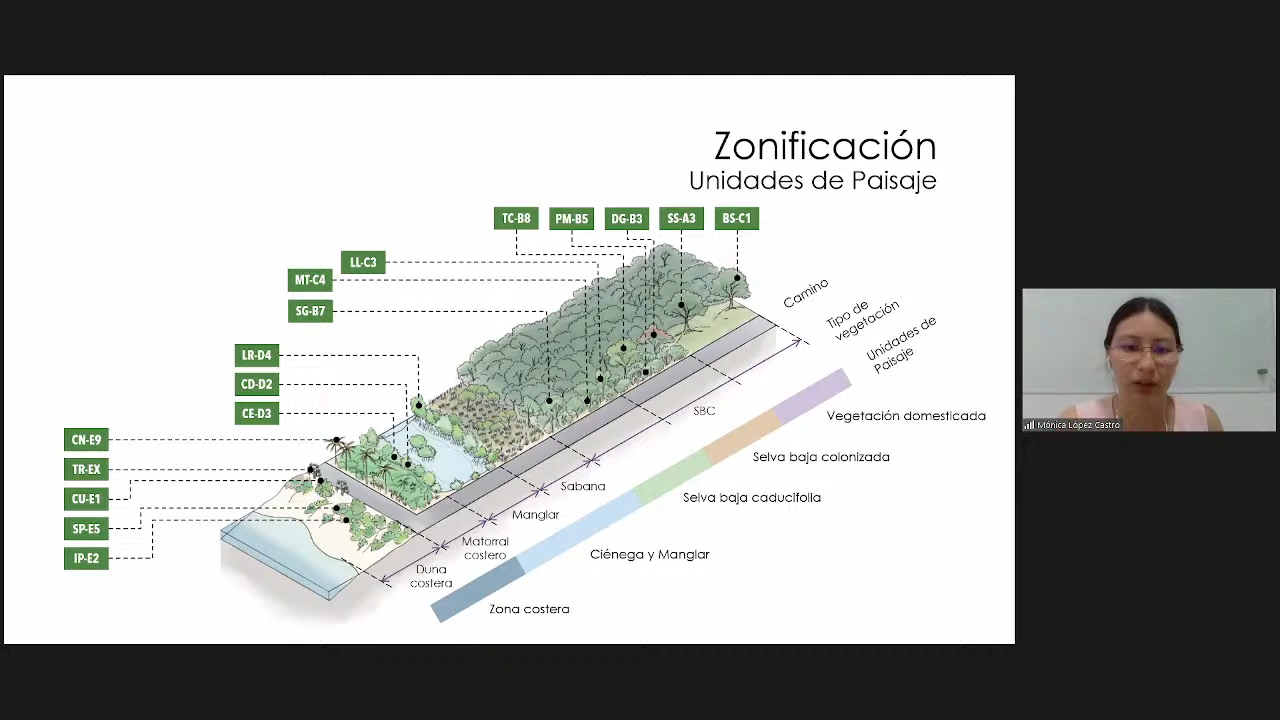 Zonificación
Unidades de Paisaje
TC-B8
PM-B5
DG-B3
SS-A3
BS-C1
LL-C3
MT-C4
SG-B7
LR-D4
CD-D2
CE-D3
CN-E9
TR-EX
CU-E1
SP-E5
IP-E2
Camino
Tipo de
vegetación
Unidades de
Paisaje
SBC
Sabana
Manglar
Matorral
costero
Duna
costera
Vegetación domesticada
Selva baja colonizada
Selva baja caducifolia
Ciénega y Manglar
Zona costera
Mónica López Castro